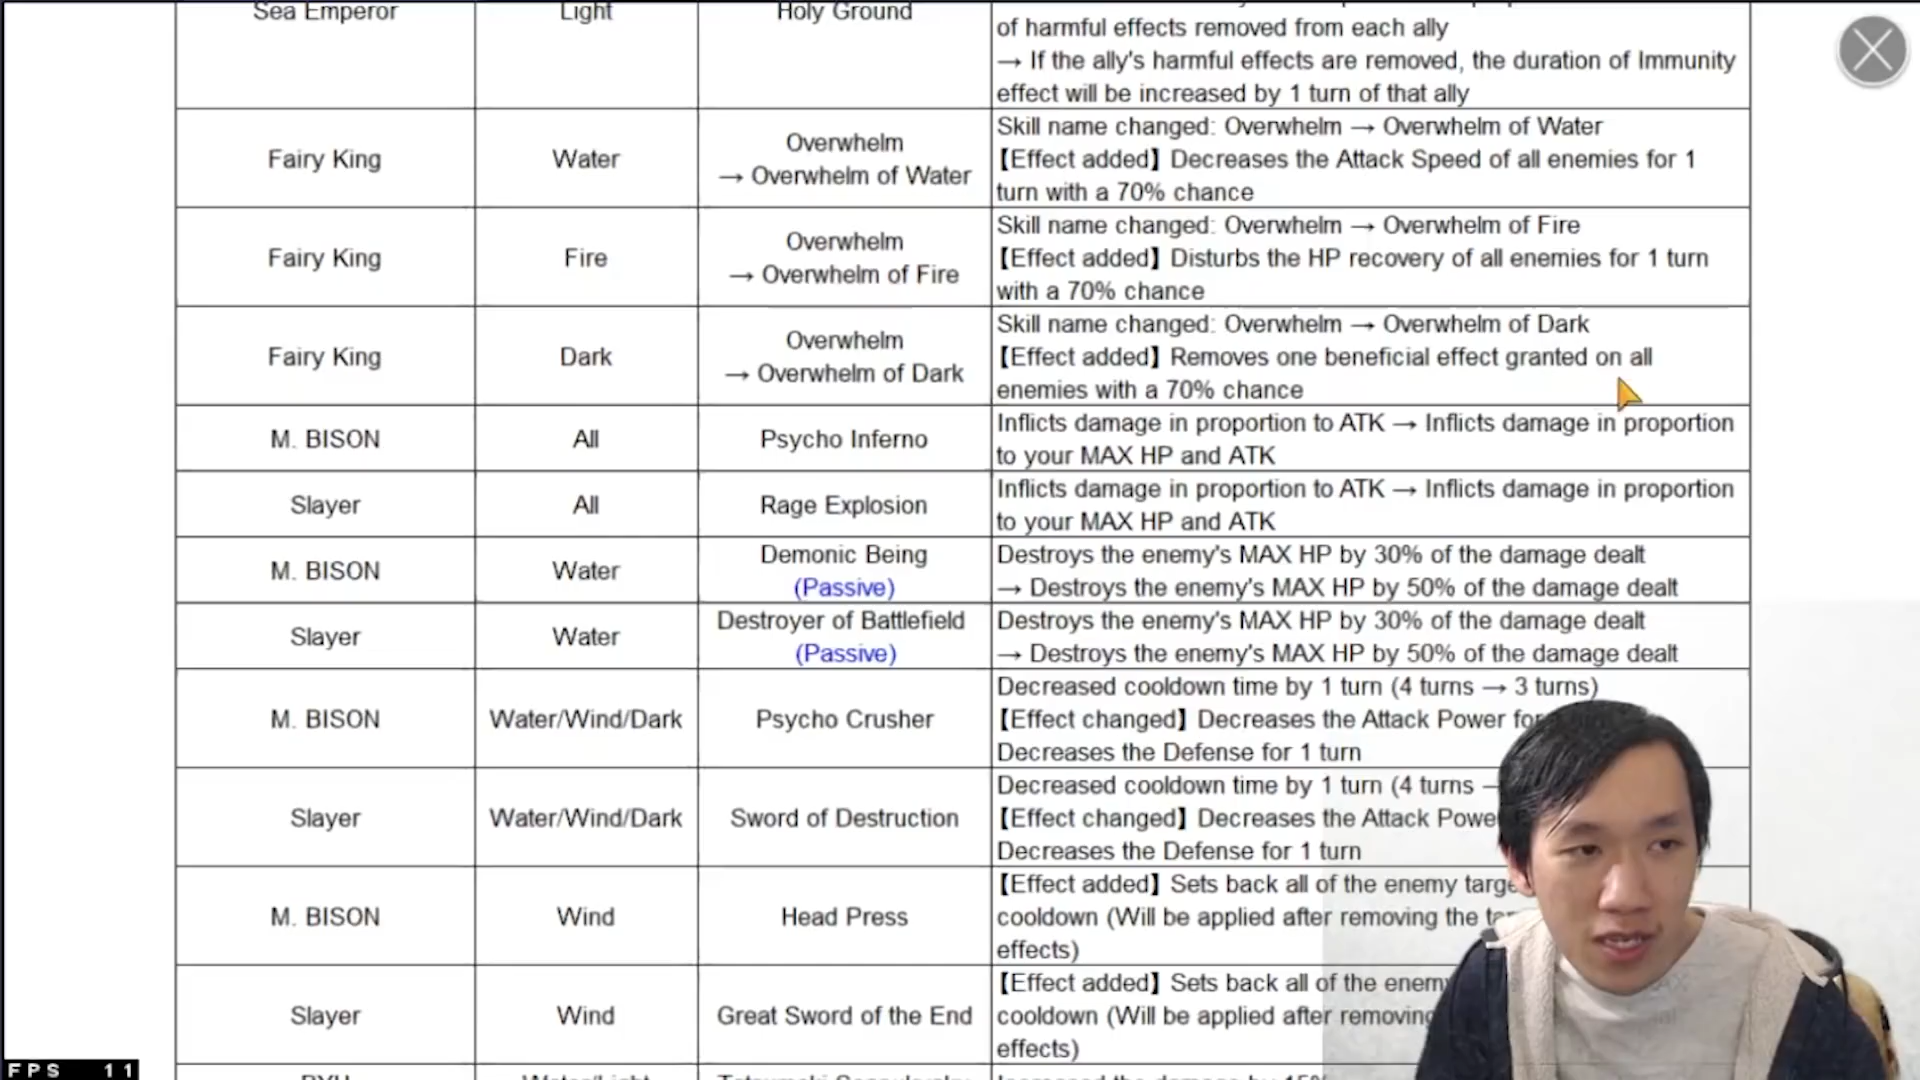 Sea Emperor
Light
Holy Ground
of harmful effects removed from each ally
→ If the ally's harmful effects are removed, the duration of Immunity
effect will be increased by 1 turn of that ally
Fairy King
Water
Overwhelm
→ Overwhelm of Water
Skill name changed: Overwhelm → Overwhelm of Water
【Effect added】Decreases the Attack Speed of all enemies for 1
turn with a 70% chance
Fairy King
Fire
Overwhelm
→ Overwhelm of Fire
Skill name changed: Overwhelm → Overwhelm of Fire
【Effect added】Disturbs the HP recovery of all enemies for 1 turn
with a 70% chance
Fairy King
Dark
Overwhelm
→ Overwhelm of Dark
Skill name changed: Overwhelm → Overwhelm of Dark
【Effect added】Removes one beneficial effect granted on all
enemies with a 70% chance
M. BISON
All
Psycho Inferno
Inflicts damage in proportion to ATK → Inflicts damage in proportion
to your MAX HP and ATK
Slayer
All
Rage Explosion
Inflicts damage in proportion to ATK → Inflicts damage in proportion
to your MAX HP and ATK
M. BISON
Water
Demonic Being
(Passive)
Destroys the enemy's MAX HP by 30% of the damage dealt
→ Destroys the enemy's MAX HP by 50% of the damage dealt
Slayer
Water
Destroyer of Battlefield
(Passive)
Destroys the enemy's MAX HP by 30% of the damage dealt
→ Destroys the enemy's MAX HP by 50% of the damage dealt
M. BISON
Water/Wind/Dark
Psycho Crusher
Decreased cooldown time by 1 turn (4 turns → 3 turns)
【Effect changed】Decreases the Attack Power for
Decreases the Defense for 1 turn
Slayer
Water/Wind/Dark
Sword of Destruction
Decreased cooldown time by 1 turn (4 turns
【Effect changed】Decreases the Attack
Decreases the Defense for 1 turn
M. BISON
Wind
Head Press
【Effect added】Sets back all of the enemy
cooldown (Will be applied after removing the
effects)
Slayer
Wind
Great Sword of the End
【Effect added】Sets back all of the
cooldown (Will be applied after removing
effects)
FPS 11